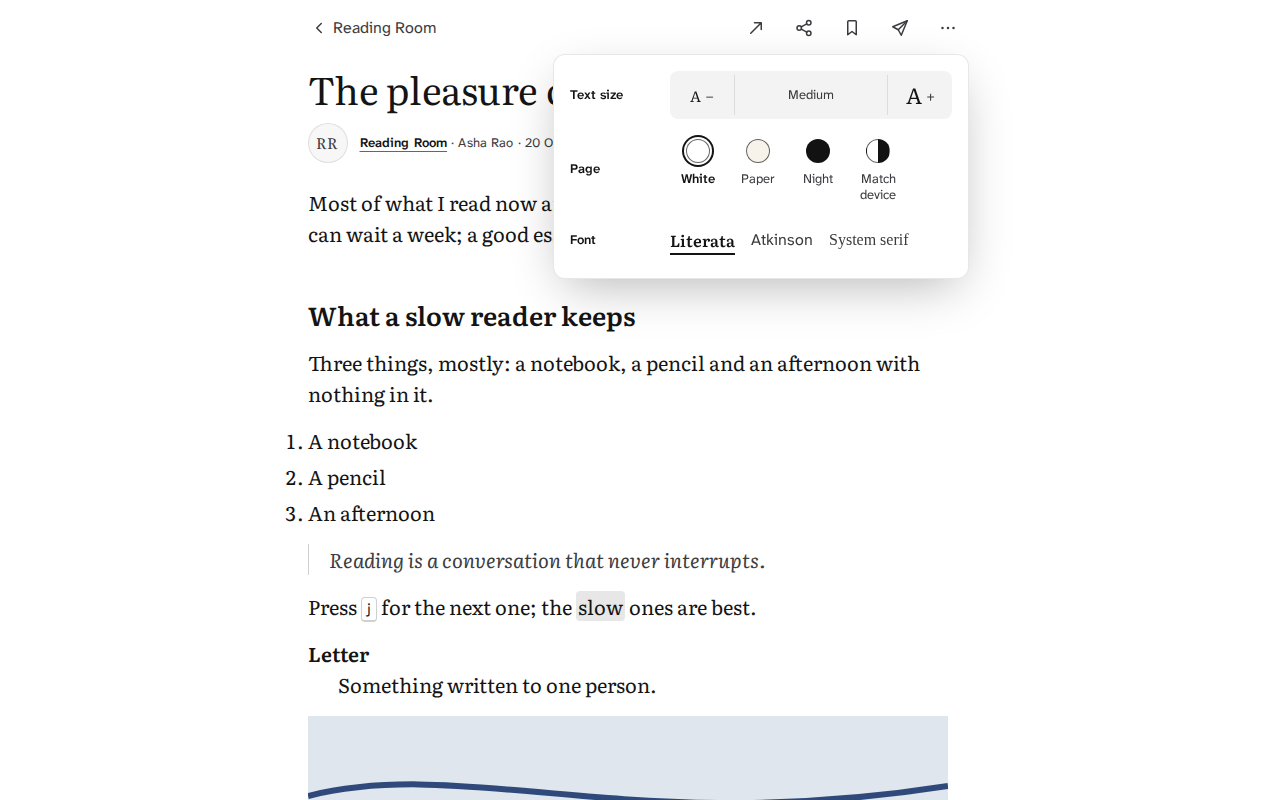 Reading Room
The pleasure
RR Reading Room · Asha Rao · 20 O
Text size A − Medium A +
Page White Paper Night Match device
Font Literata Atkinson System serif
Most of what I read now a
can wait a week; a good es
What a slow reader keeps
Three things, mostly: a notebook, a pencil and an afternoon with
nothing in it.
1. A notebook
2. A pencil
3. An afternoon
Reading is a conversation that never interrupts.
Press j for the next one; the slow ones are best.
Letter
Something written to one person.